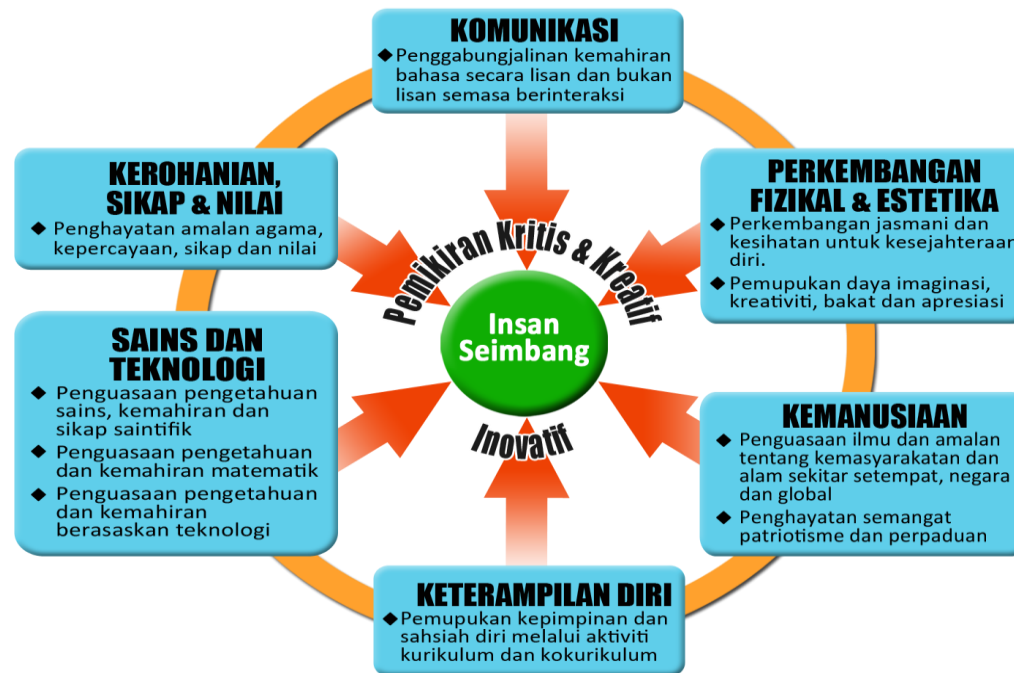 KOMUNIKASI
◆ Penggabungjalinan kemahiran
bahasa secara lisan dan bukan
lisan semasa berinteraksi
KEROHANIAN,
SIKAP & NILAI
◆ Penghayatan amalan agama,
kepercayaan, sikap dan nilai
PERKEMBANGAN
FIZIKAL & ESTETIKA
◆ Perkembangan jasmani dan
kesihatan untuk kesejahteraan
diri.
◆ Pemupukan daya imaginasi,
kreativiti, bakat dan apresiasi
Pemikiran Kritis & Kreatif
Insan
Seimbang
Inovatif
SAINS DAN
TEKNOLOGI
◆ Penguasaan pengetahuan
sains, kemahiran dan
sikap saintifik
◆ Penguasaan pengetahuan
dan kemahiran matematik
◆ Penguasaan pengetahuan
dan kemahiran
berasaskan teknologi
KEMANUSIAAN
◆ Penguasaan ilmu dan amalan
tentang kemasyarakatan dan
alam sekitar setempat, negara
dan global
◆ Penghayatan semangat
patriotisme dan perpaduan
KETERAMPILAN DIRI
◆ Pemupukan kepimpinan dan
sahsiah diri melalui aktiviti
kurikulum dan kokurikulum